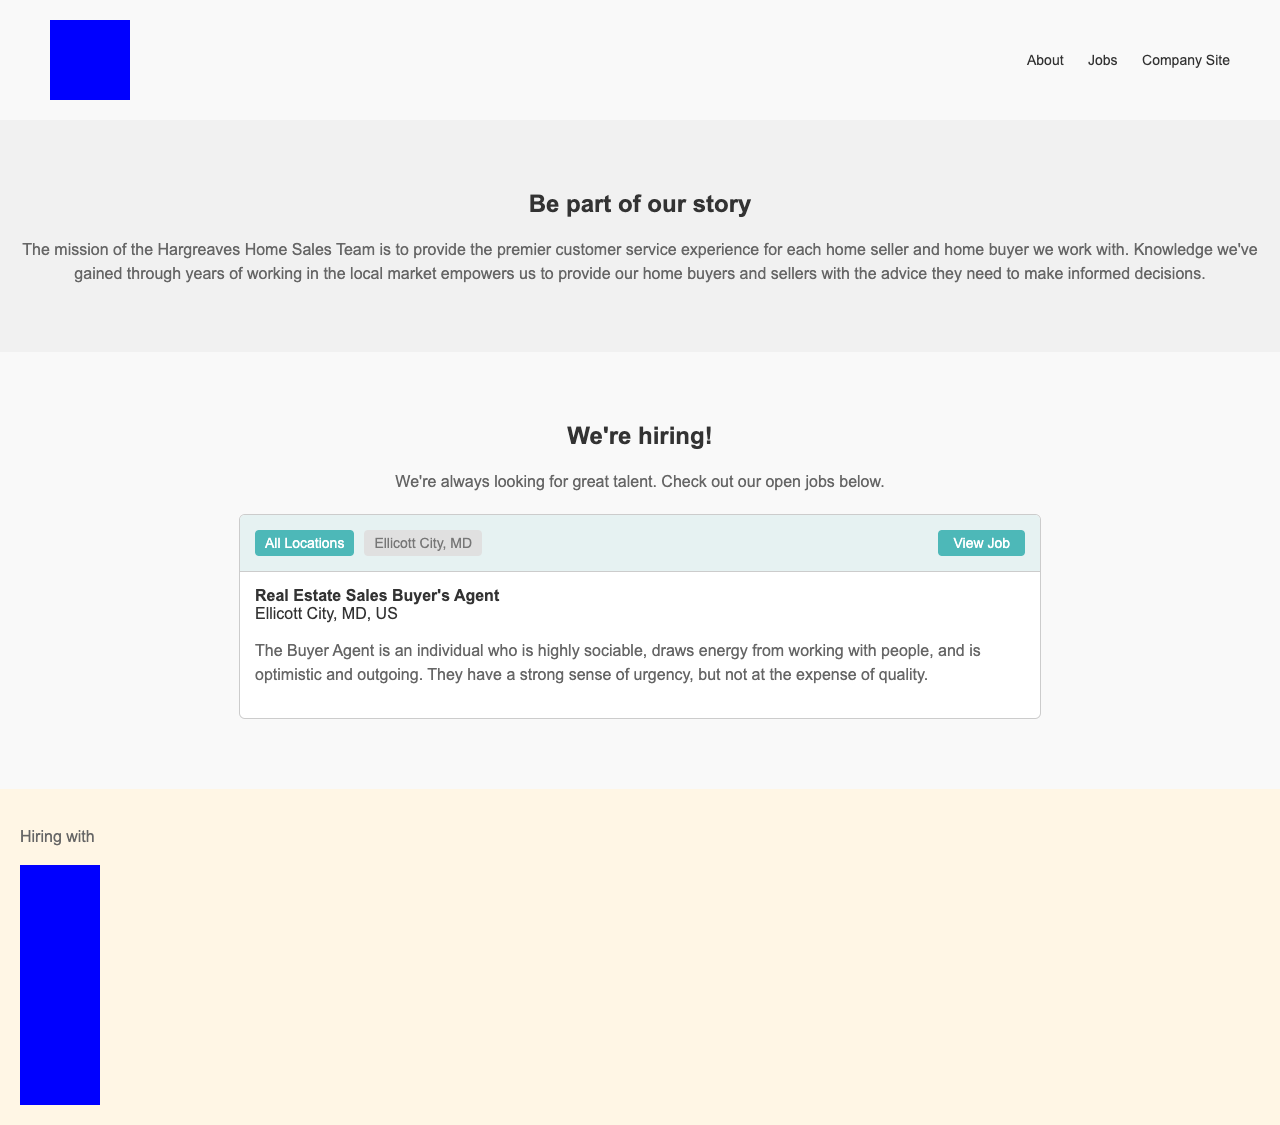 About Jobs Company Site
Be part of our story
The mission of the Hargreaves Home Sales Team is to provide the premier customer service experience for each home seller and home buyer we work with. Knowledge we've
gained through years of working in the local market empowers us to provide our home buyers and sellers with the advice they need to make informed decisions.
We're hiring!
We're always looking for great talent. Check out our open jobs below.
All Locations Ellicott City, MD View Job
Real Estate Sales Buyer's Agent
Ellicott City, MD, US
The Buyer Agent is an individual who is highly sociable, draws energy from working with people, and is
optimistic and outgoing. They have a strong sense of urgency, but not at the expense of quality.
Hiring with